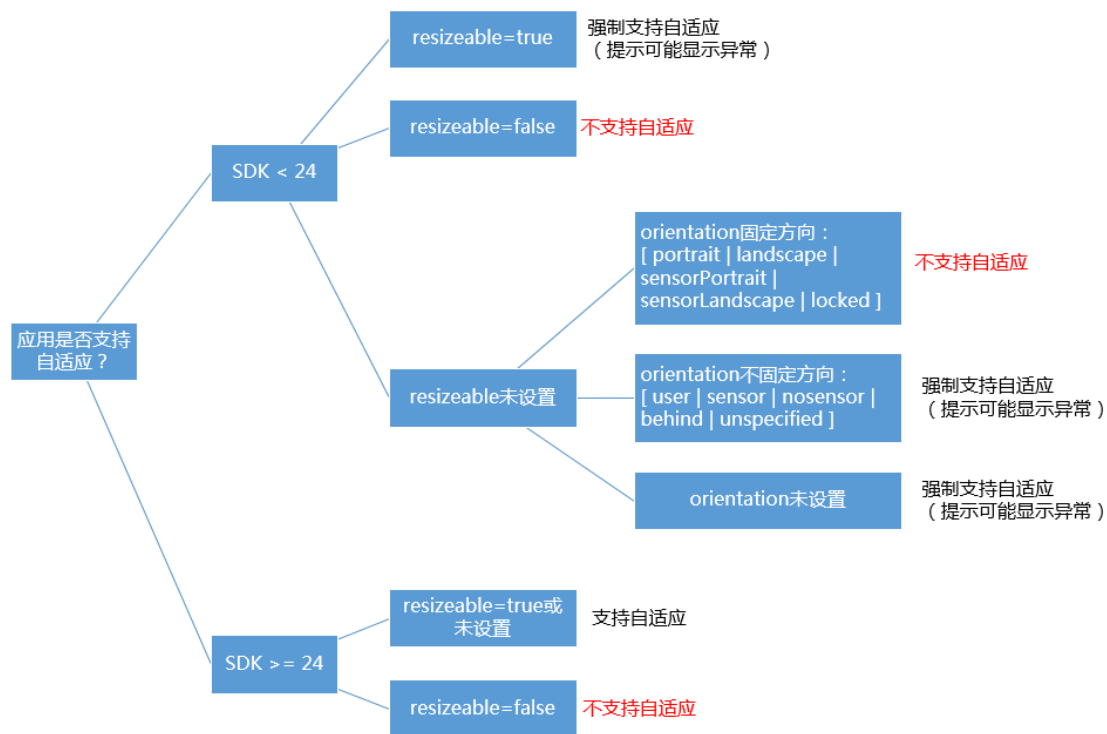 resizeable=true
强制支持自适应
（提示可能显示异常）
resizeable=false
不支持自适应
SDK < 24
orientation固定方向：
[ portrait | landscape |
sensorPortrait |
sensorLandscape | locked ]
不支持自适应
应用是否支持
自适应？
resizeable未设置
orientation不固定方向：
[ user | sensor | nosensor |
behind | unspecified ]
强制支持自适应
（提示可能显示异常）
orientation未设置
强制支持自适应
（提示可能显示异常）
resizeable=true或
未设置
支持自适应
SDK >= 24
resizeable=false
不支持自适应